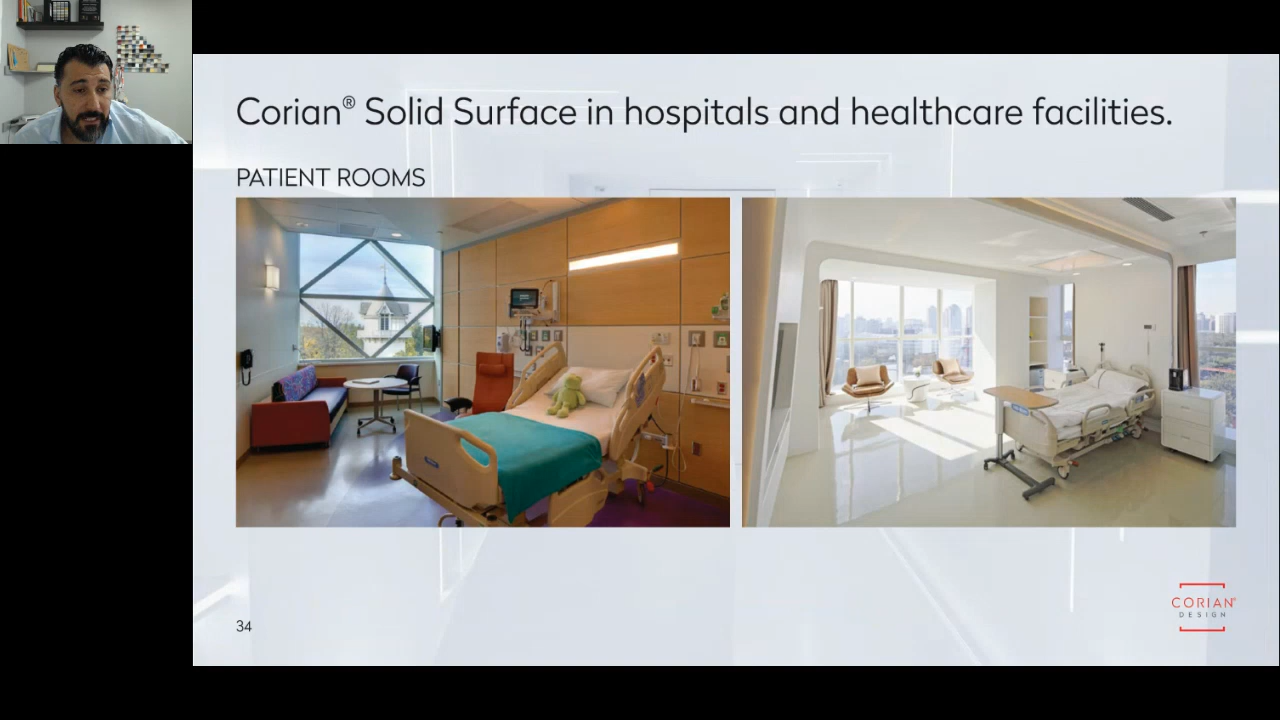 Corian® Solid Surface in hospitals and healthcare facilities.
PATIENT ROOMS
34
CORIAN®
DESIGN